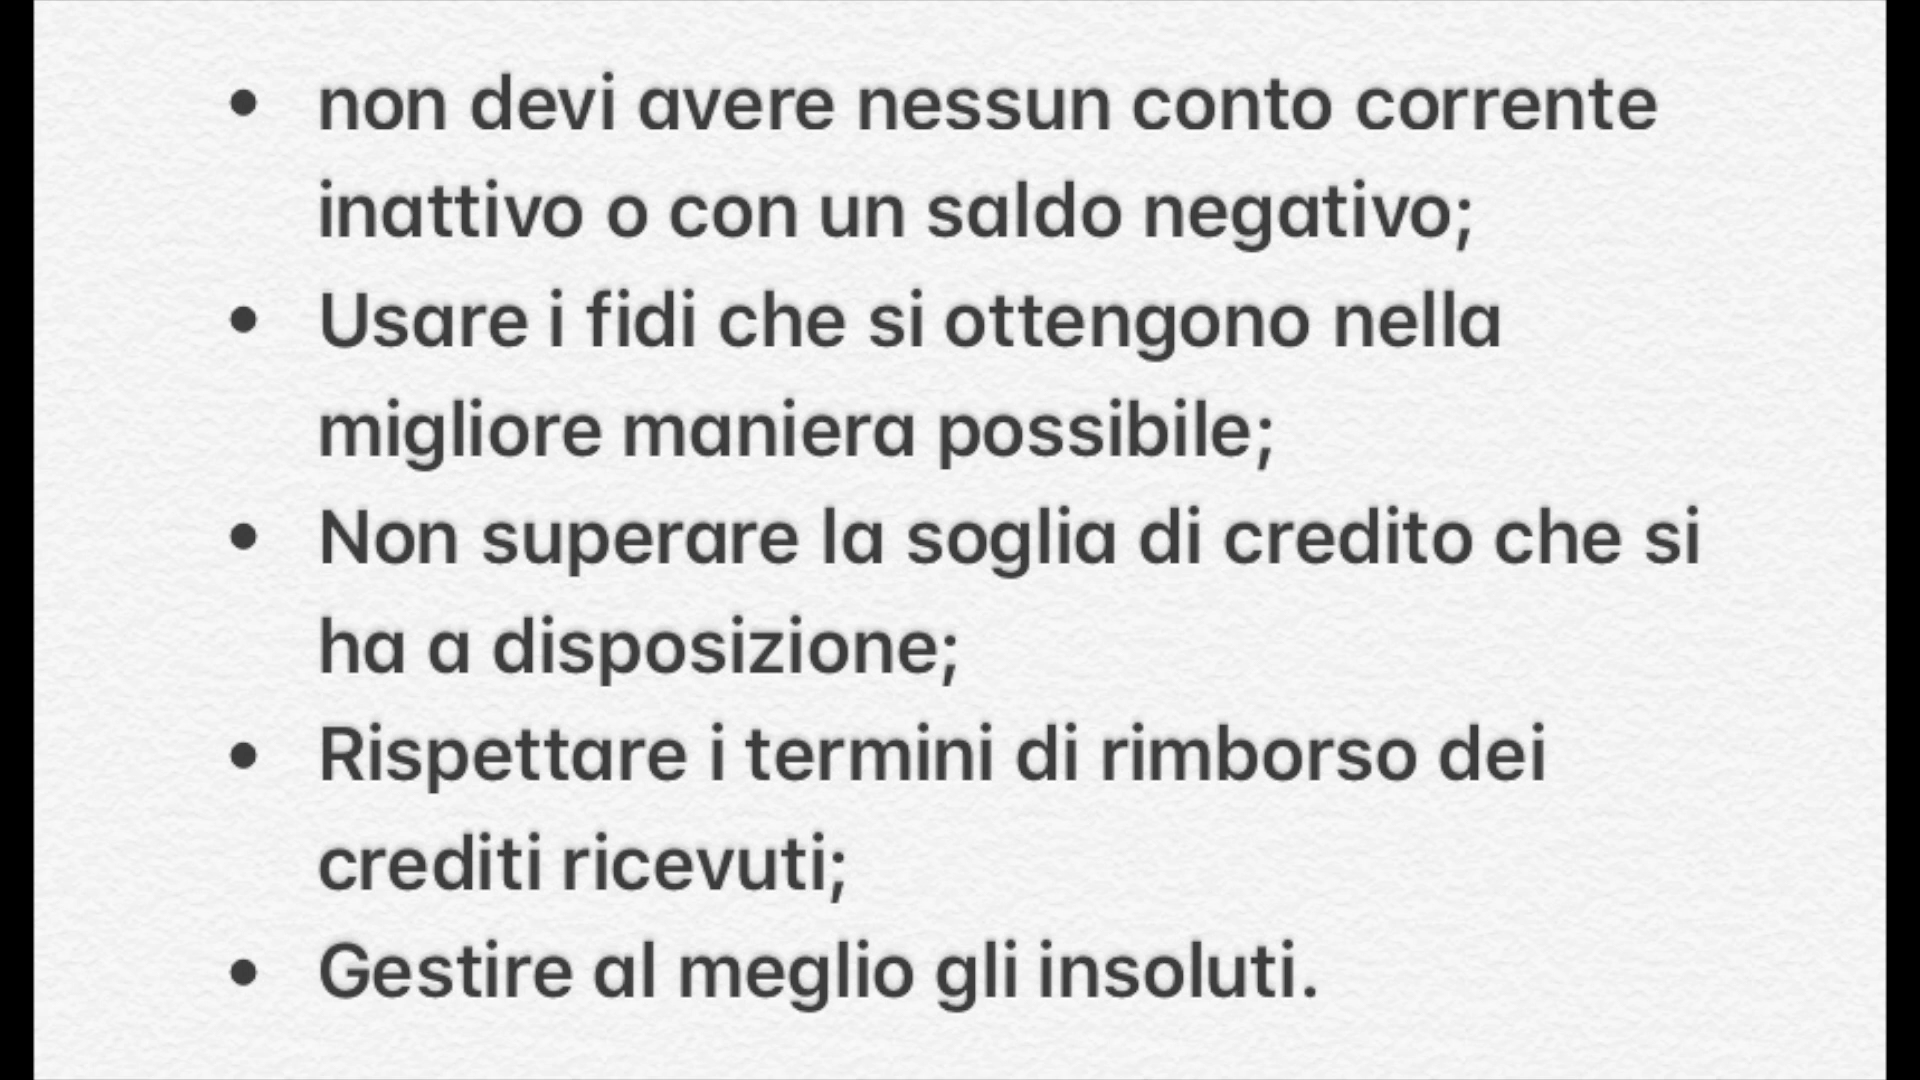 • non devi avere nessun conto corrente
inattivo o con un saldo negativo;
• Usare i fidi che si ottengono nella
migliore maniera possibile;
• Non superare la soglia di credito che si
ha a disposizione;
• Rispettare i termini di rimborso dei
crediti ricevuti;
• Gestire al meglio gli insoluti.